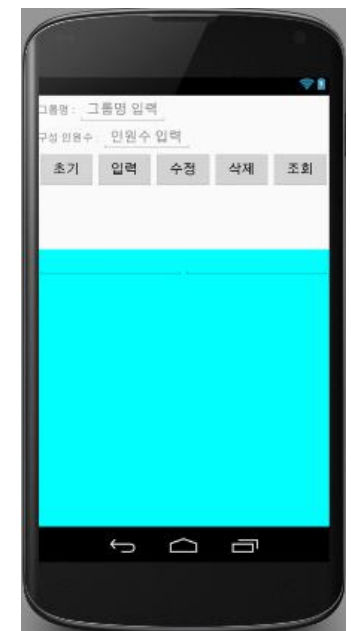 그룹명 : 그룹명 입력
구성 인원수 : 인원수 입력
초기 입력 수정 삭제 조회